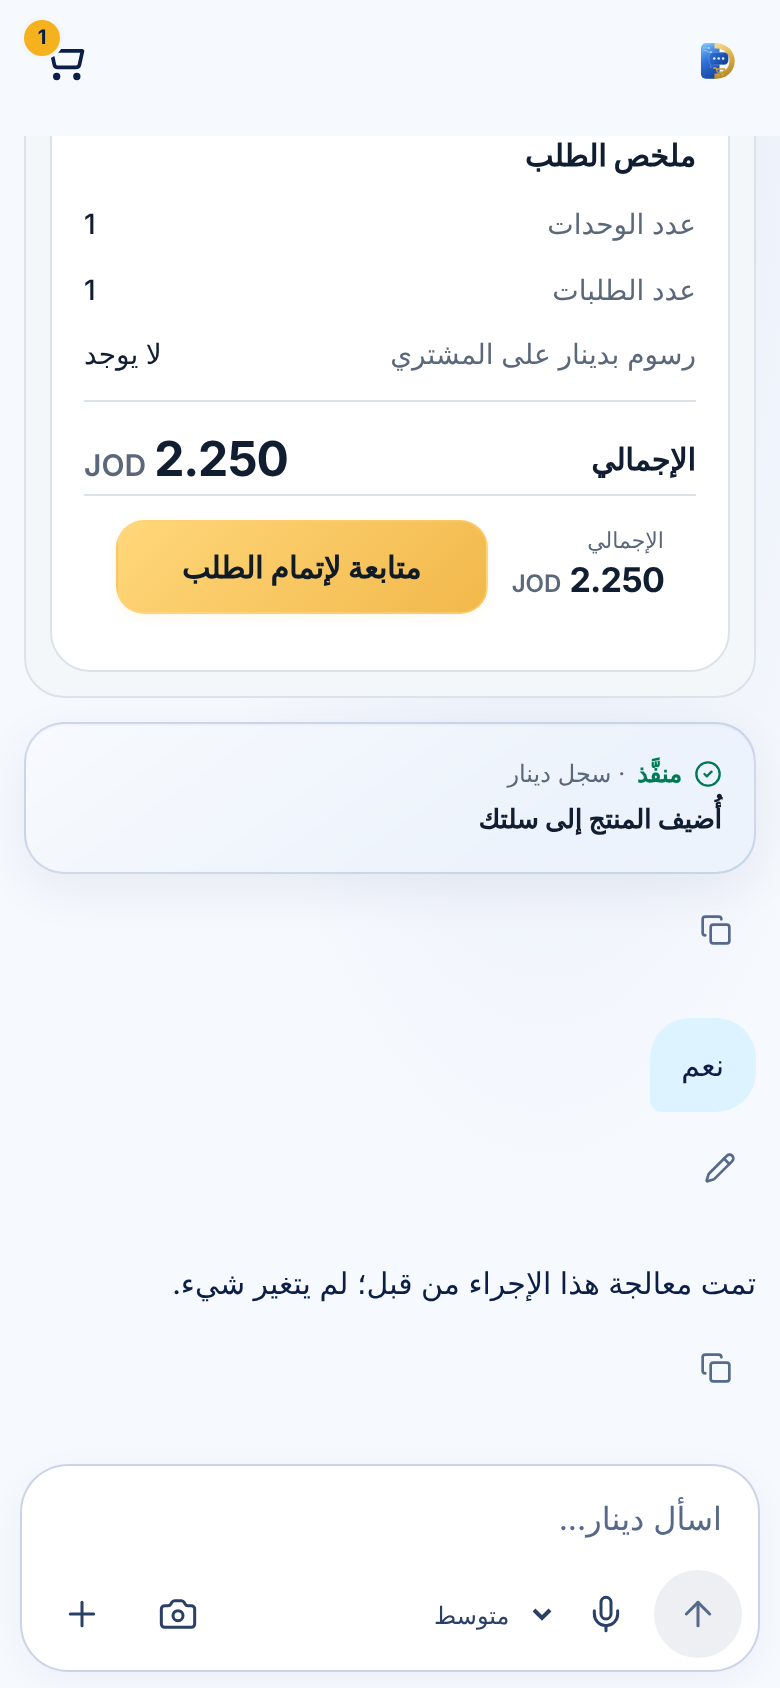 1
ملخص الطلب
عدد الوحدات 1
عدد الطلبات 1
رسوم بدينار على المشتري لا يوجد
الإجمالي 2.250 JOD
الإجمالي
2.250 JOD
متابعة لإتمام الطلب
منفَّذ · سجل دينار
أُضيف المنتج إلى سلتك
نعم
تمت معالجة هذا الإجراء من قبل؛ لم يتغير شيء.
اسأل دينار...
متوسط